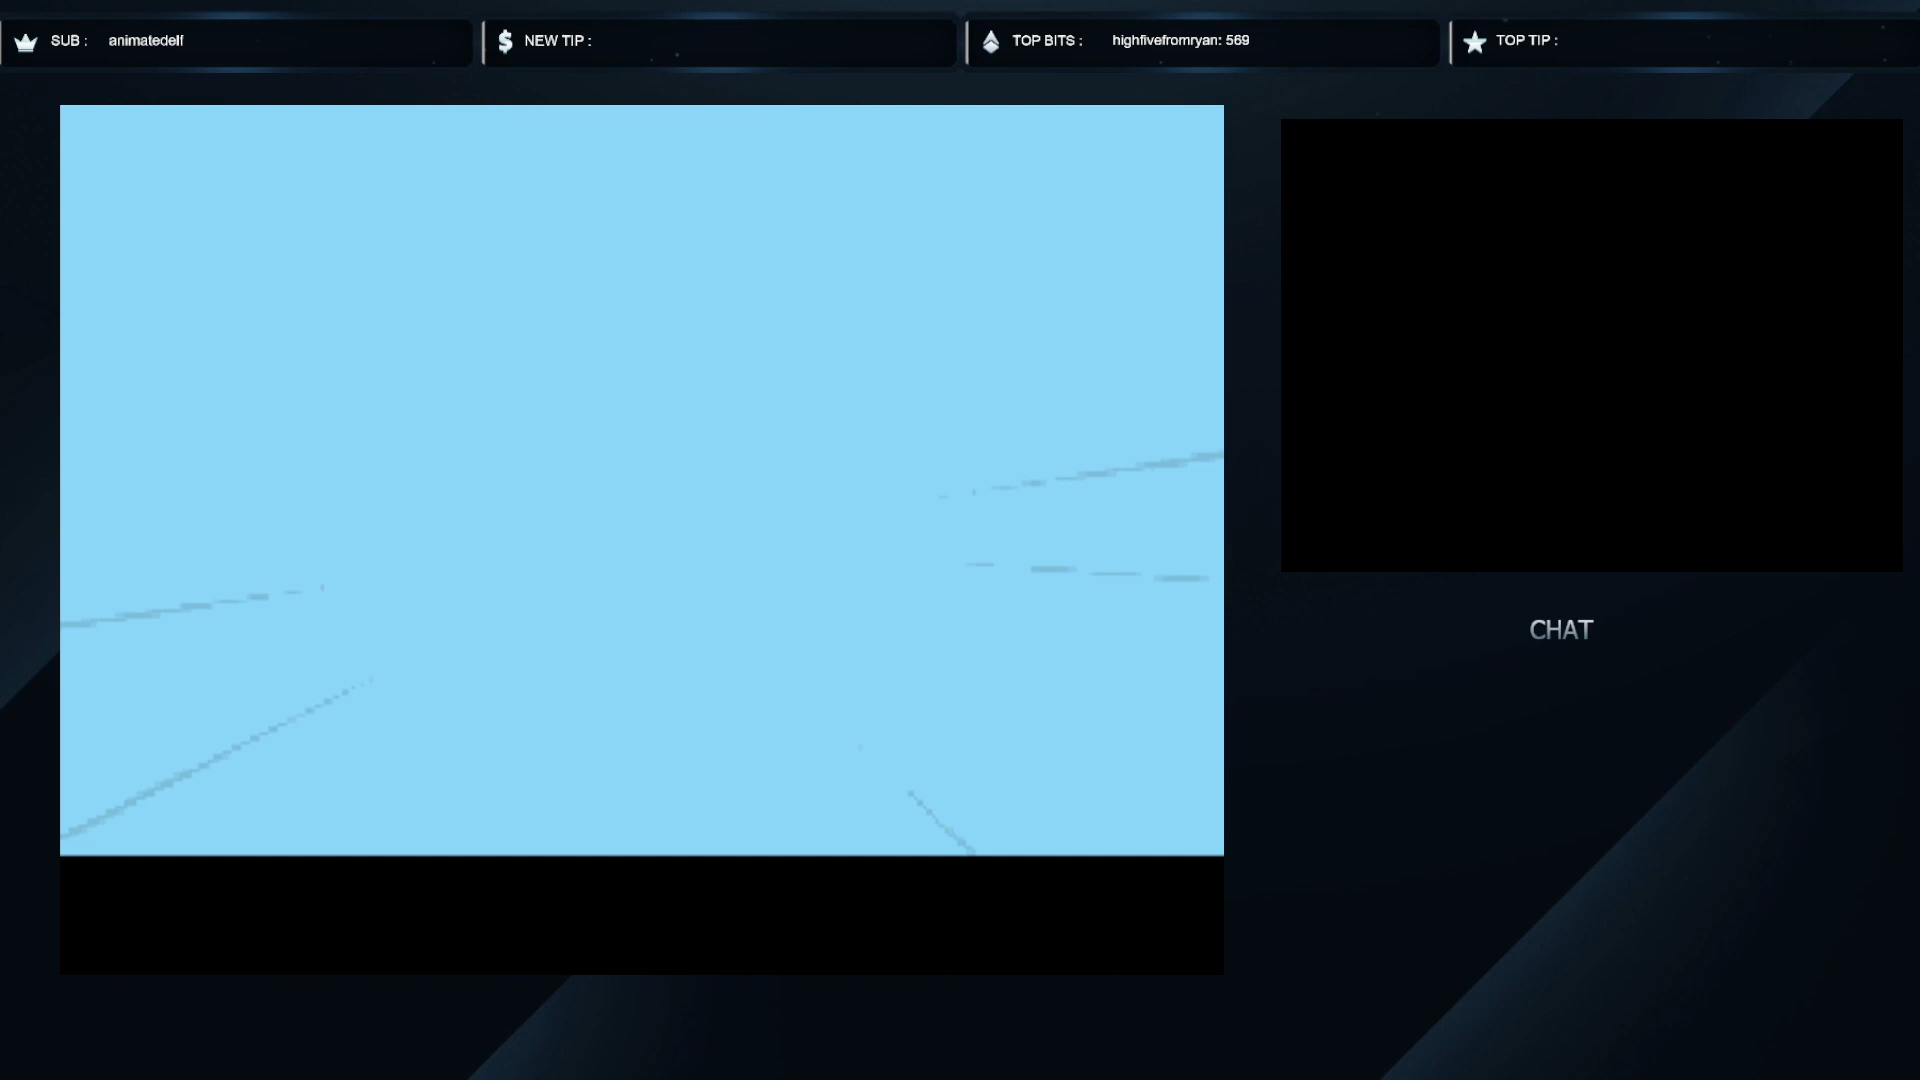 SUB : animatedelf
NEW TIP :
TOP BITS : highfivefromryan: 569
TOP TIP :
CHAT